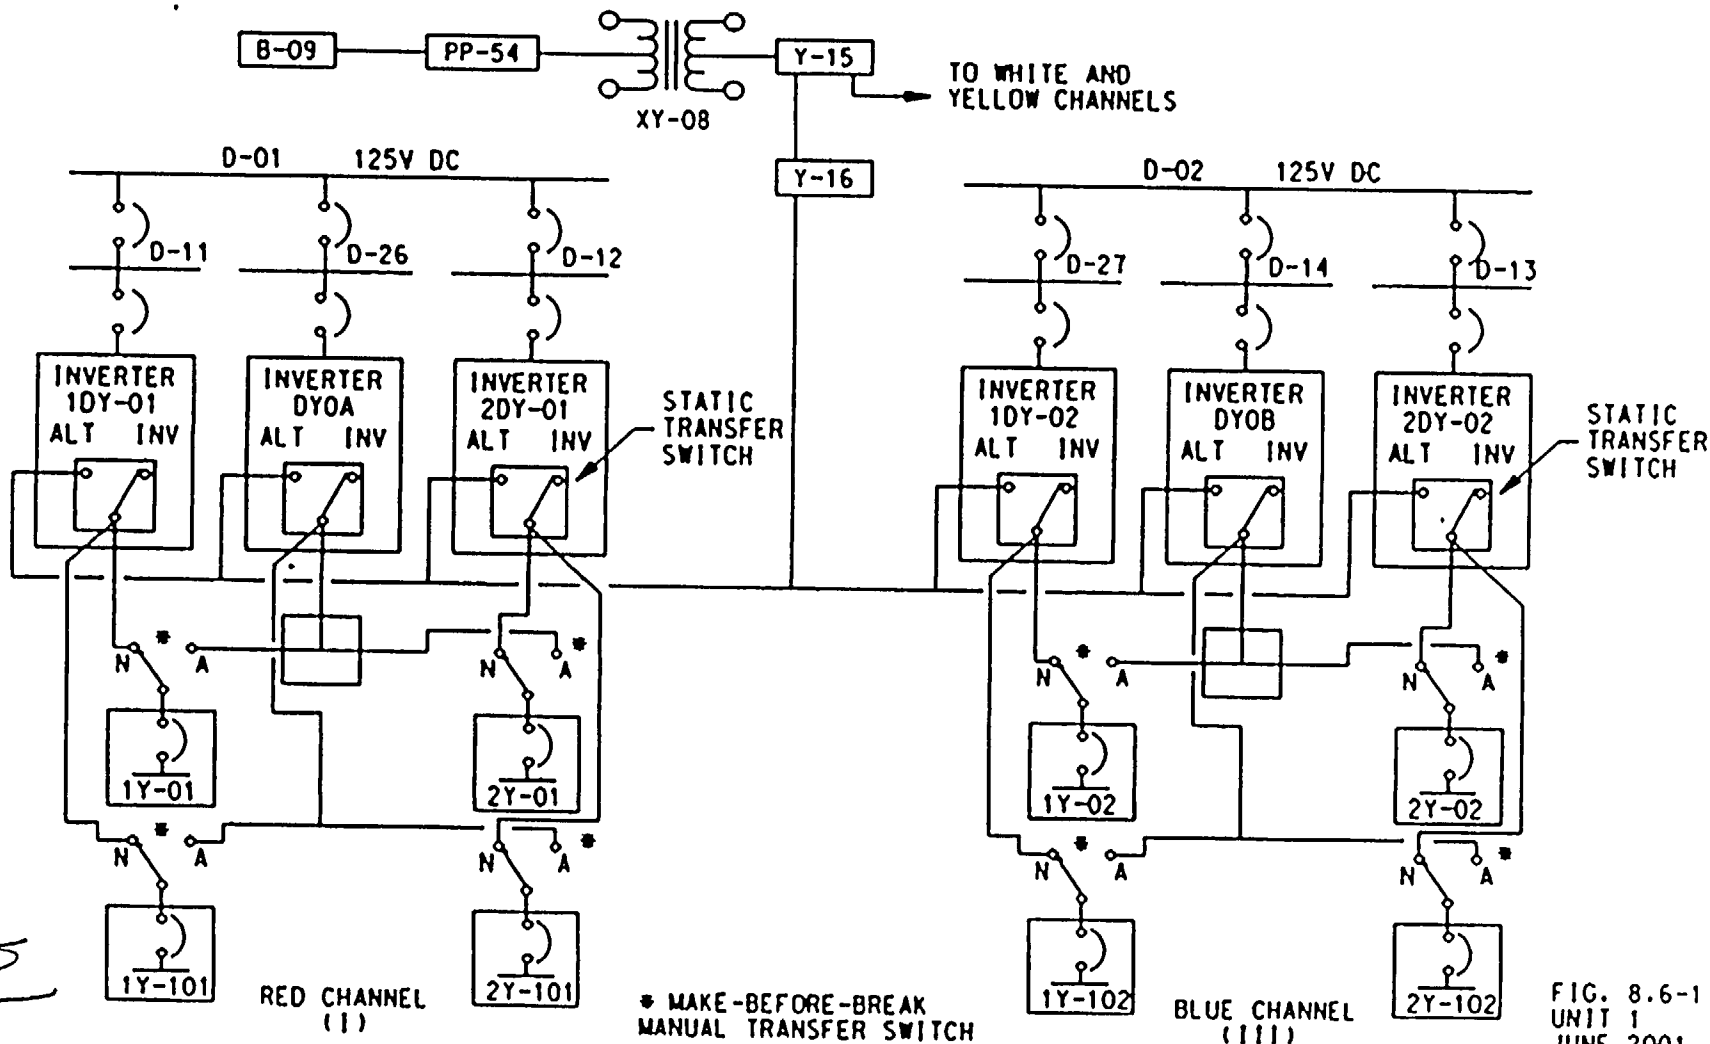 B-09 PP-54 Y-15
TO WHITE AND
YELLOW CHANNELS
XY-08
D-01 125V DC
Y-16
D-02 125V DC
D-11 D-26 D-12
D-27 D-14 D-13
INVERTER
1DY-01
ALT INV
INVERTER
DY0A
ALT INV
INVERTER
2DY-01
ALT INV
STATIC
TRANSFER
SWITCH
INVERTER
1DY-02
ALT INV
INVERTER
DY0B
ALT INV
INVERTER
2DY-02
ALT INV
STATIC
TRANSFER
SWITCH
* *
N A N A
* *
N A N A
1Y-01 2Y-01
1Y-02 2Y-02
* *
N A N A
* *
N A N A
1Y-101 2Y-101
RED CHANNEL
(I)
* MAKE-BEFORE-BREAK
MANUAL TRANSFER SWITCH
1Y-102 2Y-102
BLUE CHANNEL
(III)
FIG. 8.6-1
UNIT 1
JUNE 2001